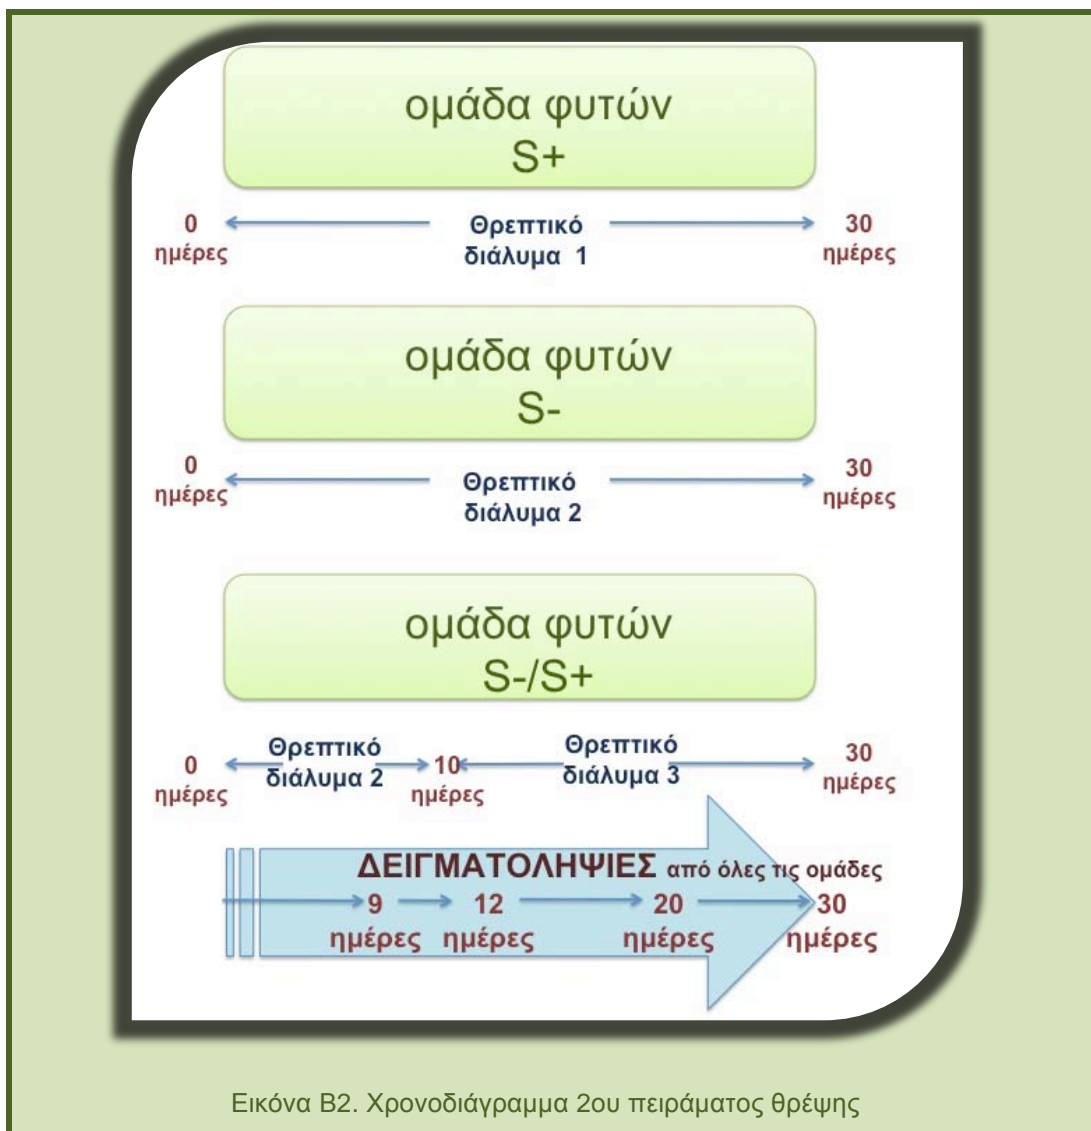 ομάδα φυτών
S+
0
ημέρες
Θρεπτικό
διάλυμα 1
30
ημέρες
ομάδα φυτών
S-
0
ημέρες
Θρεπτικό
διάλυμα 2
30
ημέρες
ομάδα φυτών
S-/S+
0
ημέρες
Θρεπτικό
διάλυμα 2
10
ημέρες
Θρεπτικό
διάλυμα 3
30
ημέρες
ΔΕΙΓΜΑΤΟΛΗΨΙΕΣ από όλες τις ομάδες
9
ημέρες
12
ημέρες
20
ημέρες
30
ημέρες
Εικόνα Β2. Χρονοδιάγραμμα 2ου πειράματος θρέψης